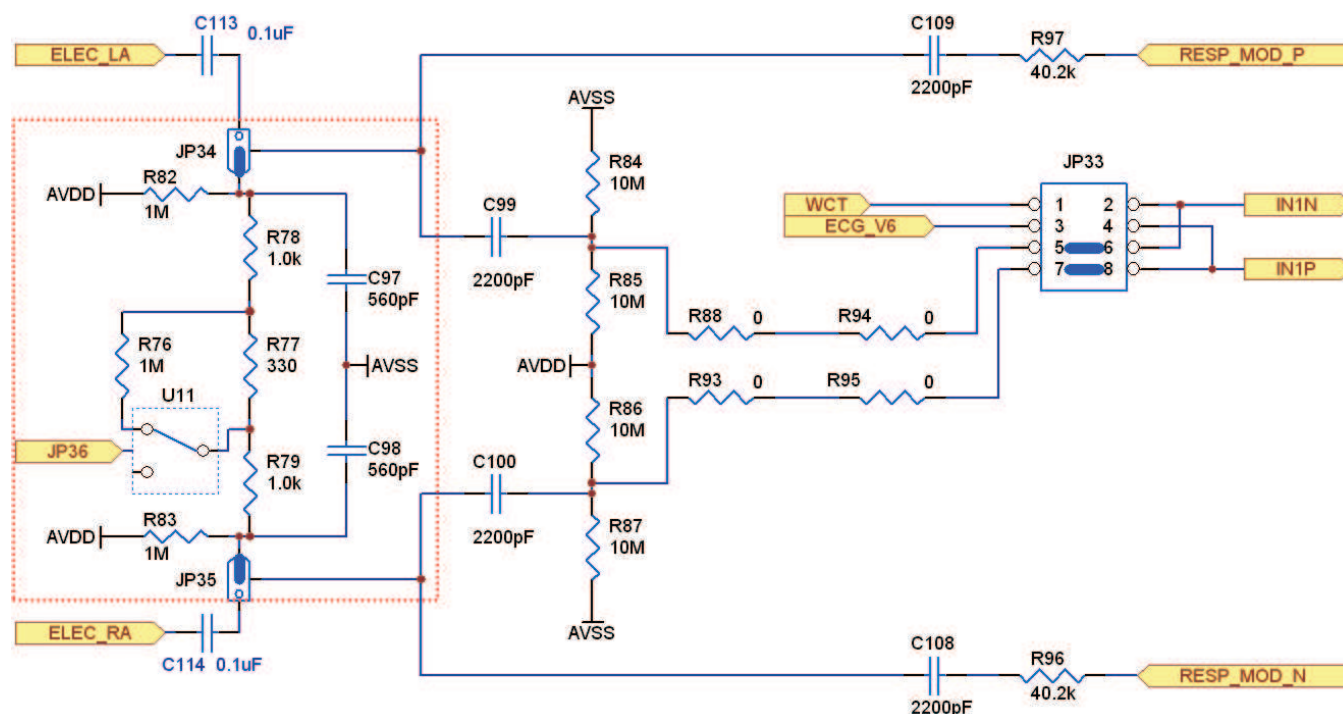 C113
0.1uF
ELEC_LA
C109
2200pF
R97
40.2k
RESP_MOD_P
AVSS
JP34
R84
10M
JP33
AVDD
R82
1M
C99
2200pF
WCT
1 2
IN1N
ECG_V6
3 4
5 6
7 8
IN1P
R78
1.0k
C97
560pF
R85
10M
R88
0
R94
0
R76
1M
R77
330
AVSS
AVDD
R93
0
R95
0
U11
JP36
R79
1.0k
C98
560pF
R86
10M
C100
2200pF
AVDD
R83
1M
R87
10M
JP35
ELEC_RA
C114 0.1uF
AVSS
C108
2200pF
R96
40.2k
RESP_MOD_N